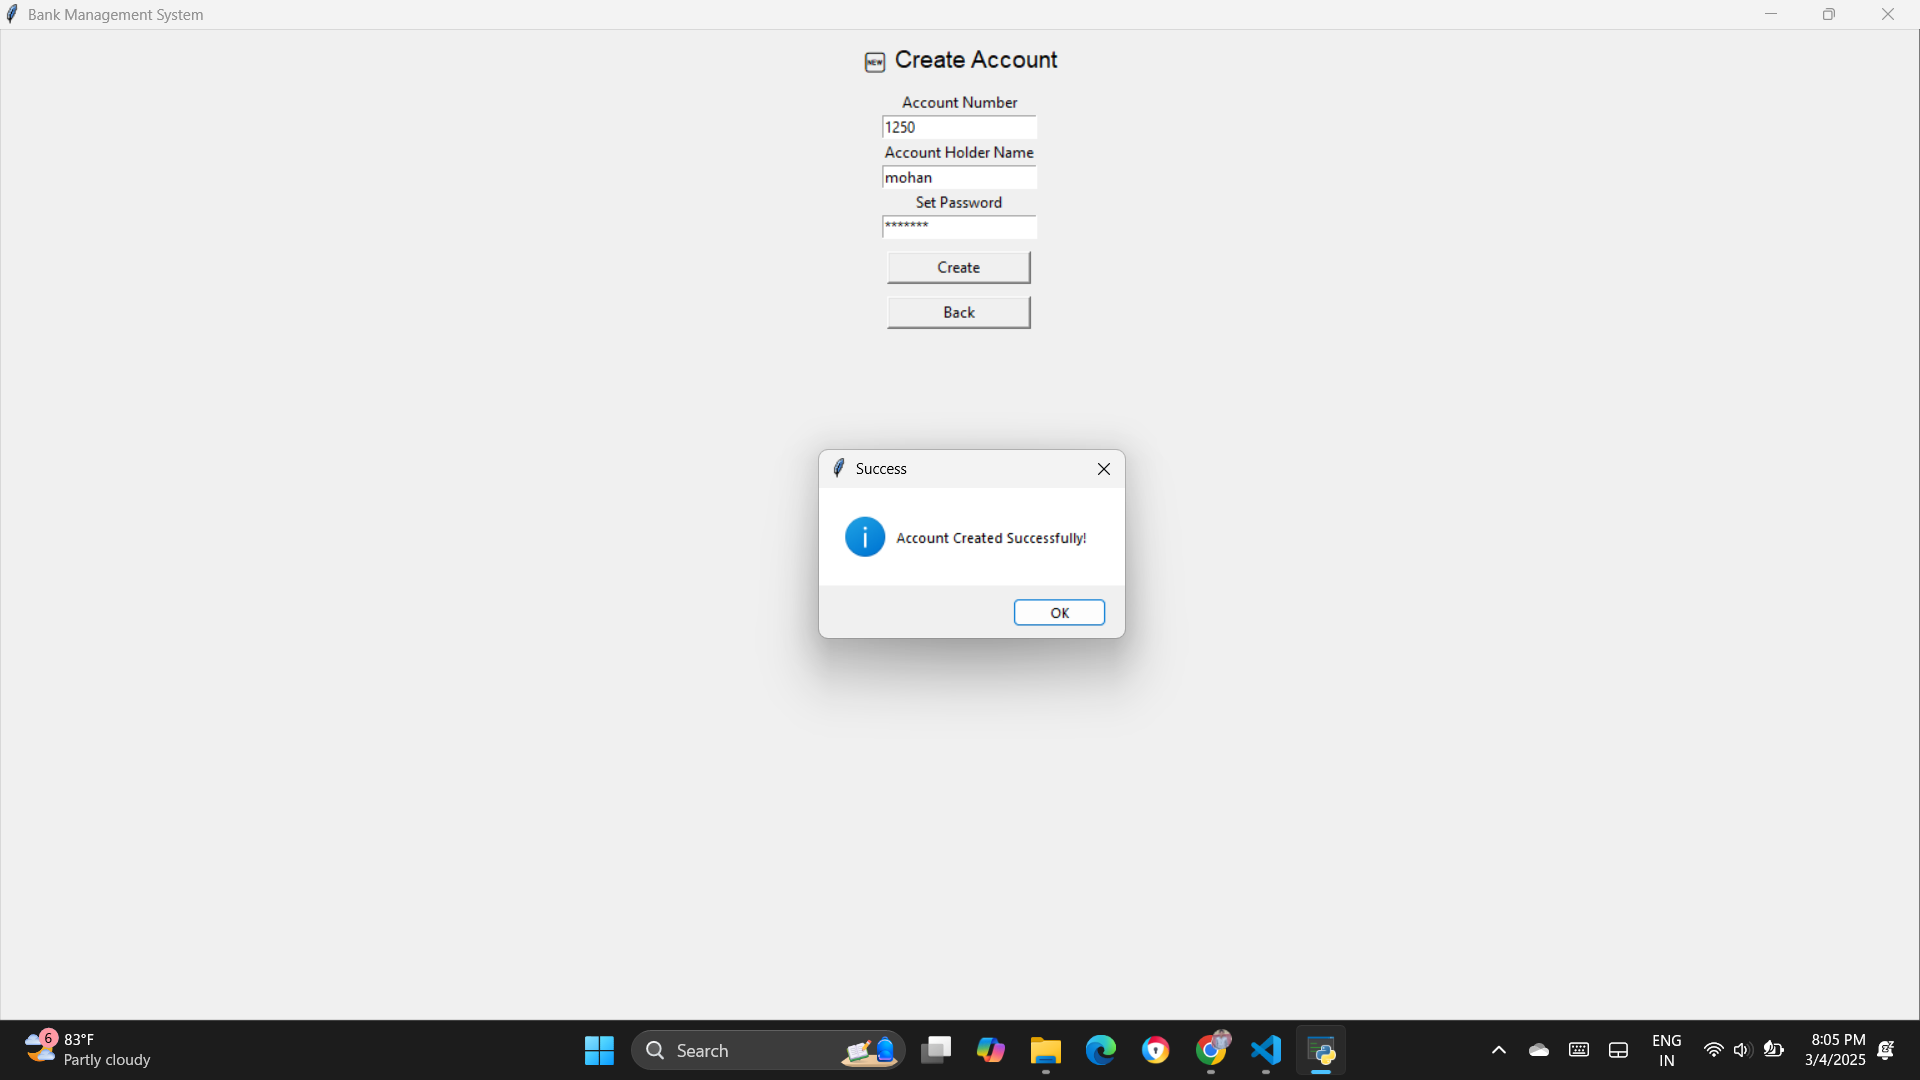 Bank Management System
NEW Create Account
Account Number
1250
Account Holder Name
mohan
Set Password
*******
Create
Back
Success
Account Created Successfully!
OK
6
83°F
Partly cloudy
Search
ENG
IN
8:05 PM
3/4/2025